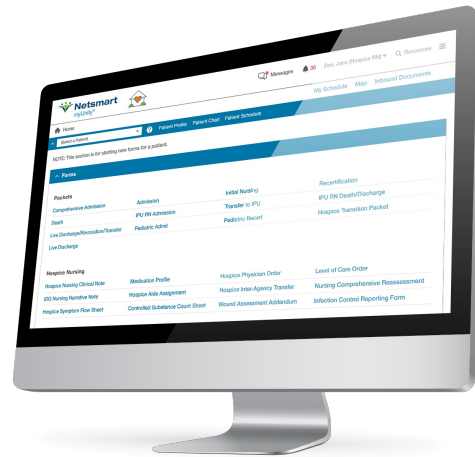 Netsmart
myUnity®
Messages
Doe, Jane [Hospice RN]
Resources
Home
My Schedule Map Inbound Documents
Select a Patient
Patient Profile Patient Chart Patient Schedule
NOTE: This section is for starting new forms for a patient.
Forms
Packets
Comprehensive Admission Admission Initial Nursing Recertification
Death IPU RN Admission Transfer to IPU IPU RN Death/Discharge
Live Discharge/Revocation/Transfer Pediatric Admit Pediatric Recert Hospice Transition Packet
Live Discharge
Hospice Nursing
Hospice Nursing Clinical Note Medication Profile Hospice Physician Order Level of Care Order
IDG Nursing Narrative Note Hospice Aide Assignment Hospice Inter-Agency Transfer Nursing Comprehensive Reassessment
Hospice Symptom Flow Sheet Controlled Substance Count Sheet Wound Assessment Addendum Infection Control Reporting Form